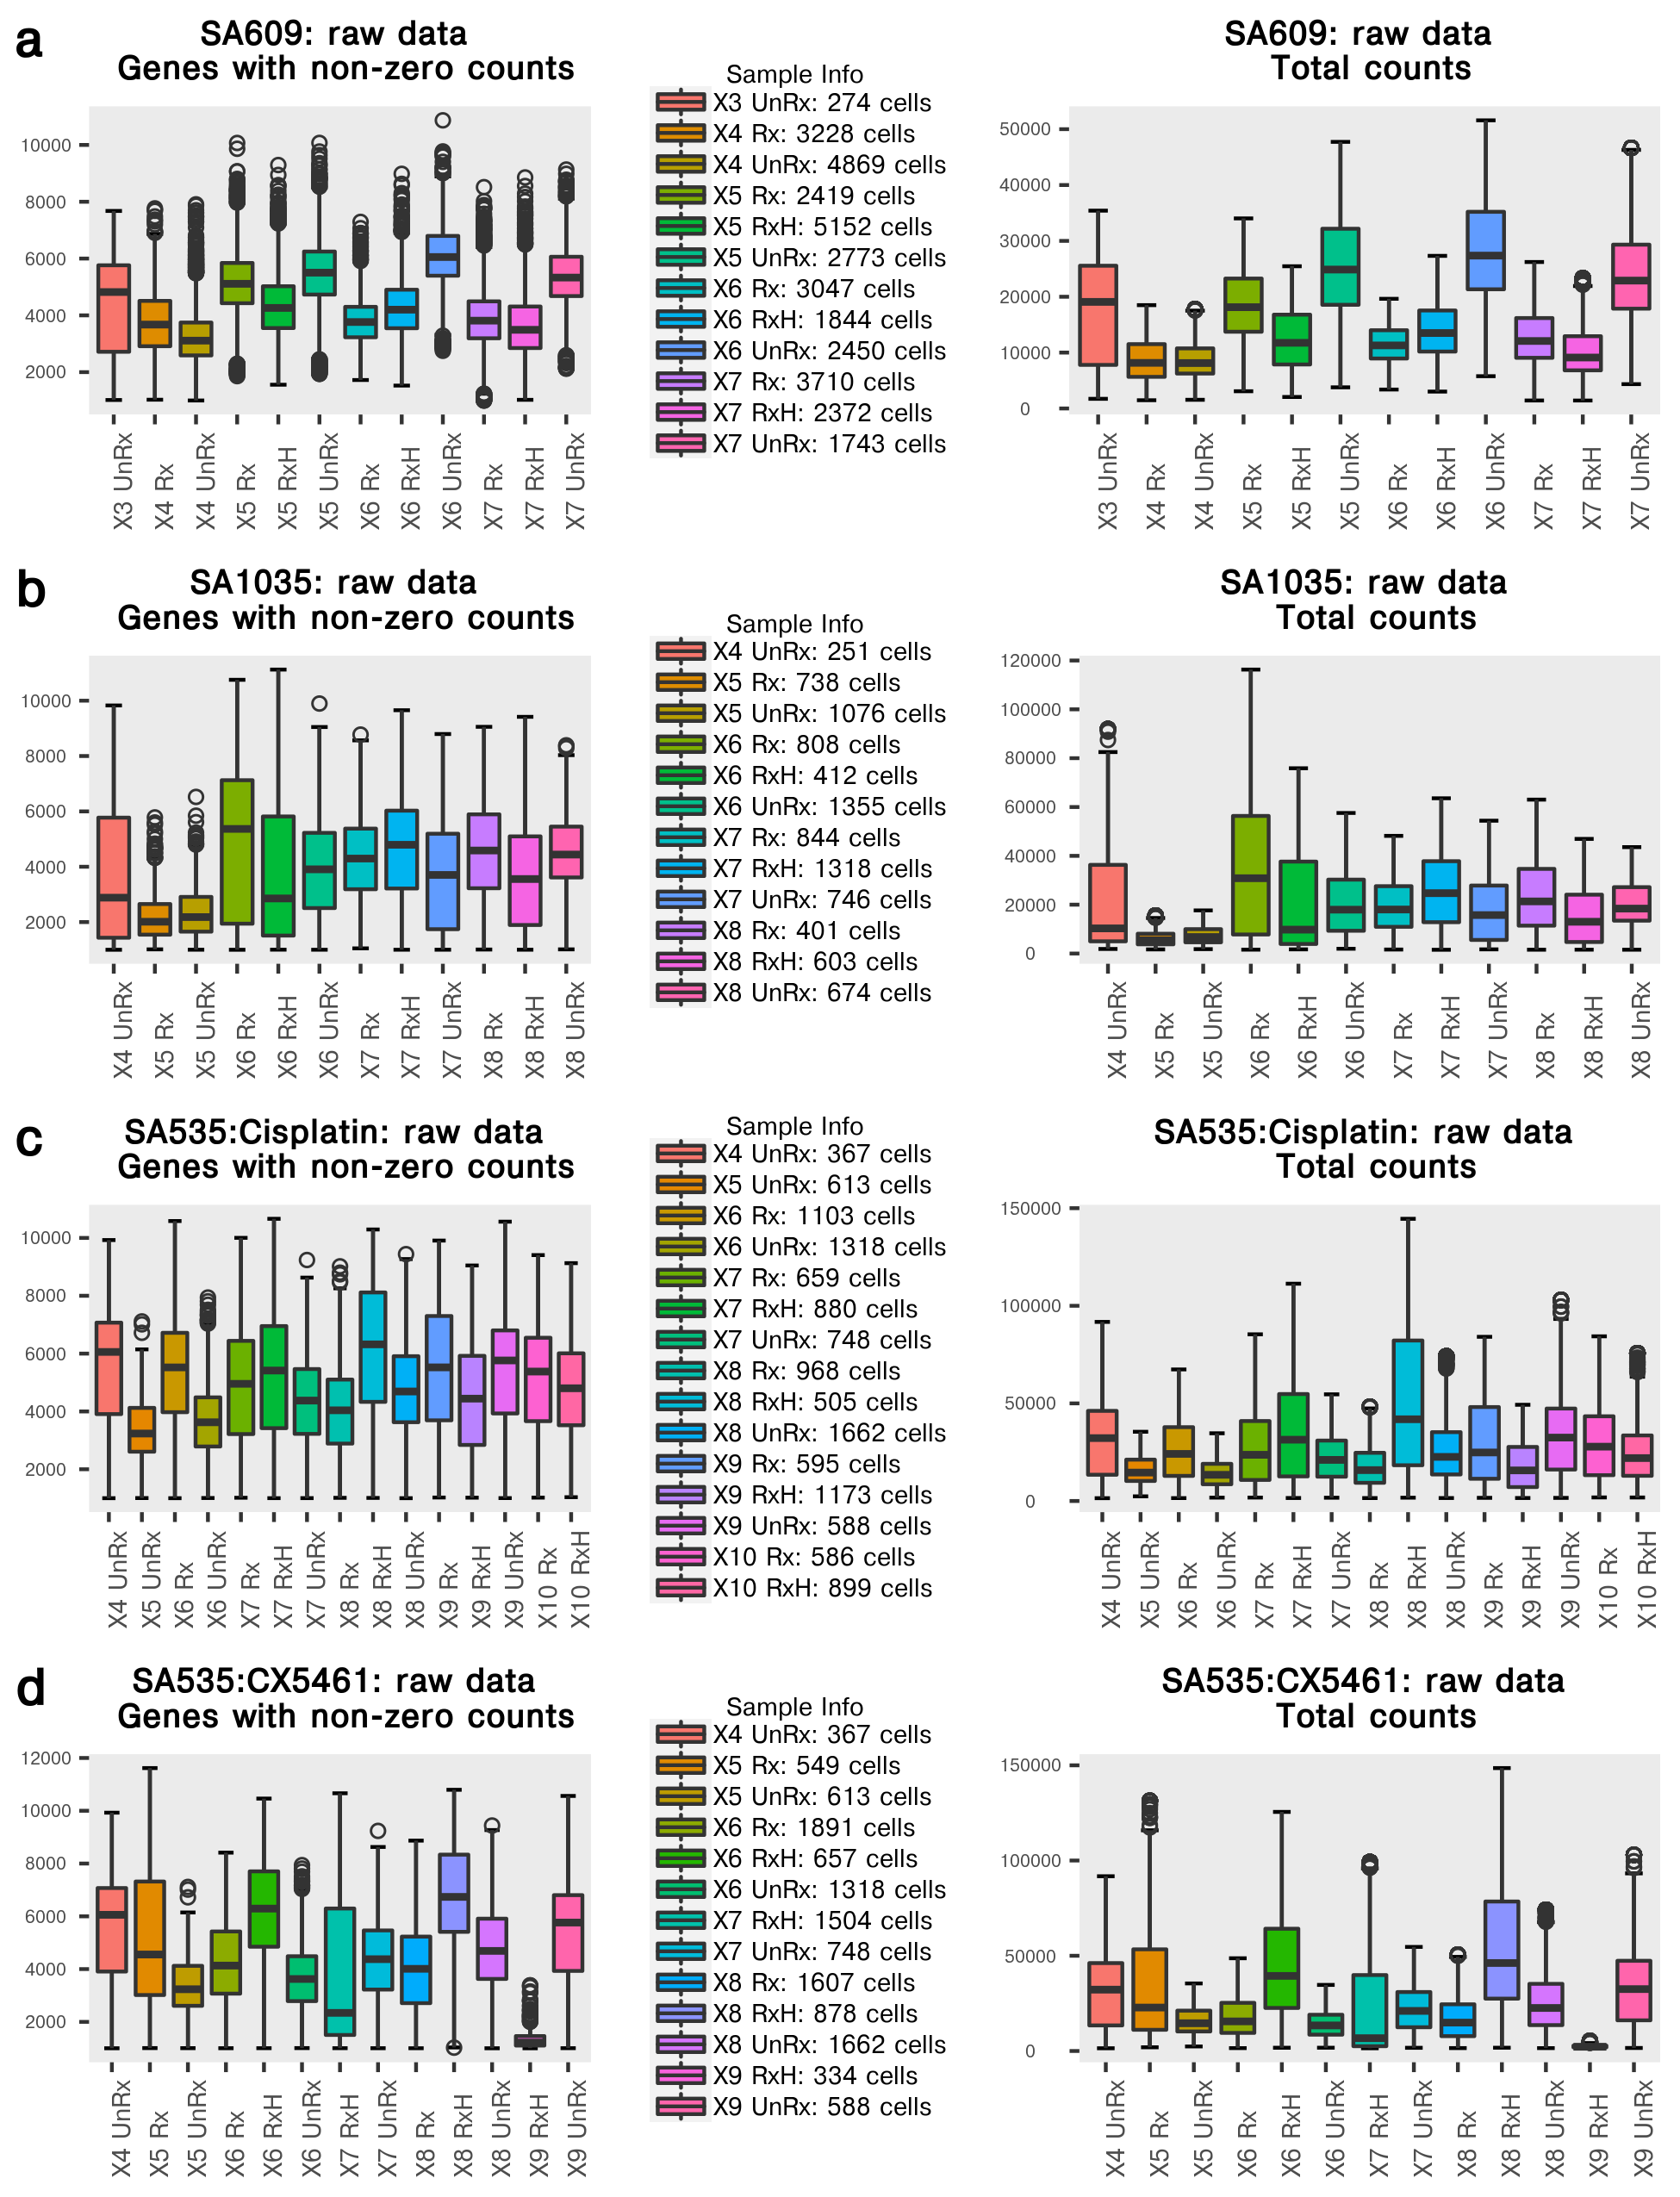 a
SA609: raw data
Genes with non-zero counts
10000
8000
6000
4000
2000
X3 UnRx
X4 Rx
X4 UnRx
X5 Rx
X5 RxH
X5 UnRx
X6 Rx
X6 RxH
X6 UnRx
X7 Rx
X7 RxH
X7 UnRx
Sample Info
X3 UnRx: 274 cells
X4 Rx: 3228 cells
X4 UnRx: 4869 cells
X5 Rx: 2419 cells
X5 RxH: 5152 cells
X5 UnRx: 2773 cells
X6 Rx: 3047 cells
X6 RxH: 1844 cells
X6 UnRx: 2450 cells
X7 Rx: 3710 cells
X7 RxH: 2372 cells
X7 UnRx: 1743 cells
SA609: raw data
Total counts
50000
40000
30000
20000
10000
0
X3 UnRx
X4 Rx
X4 UnRx
X5 Rx
X5 RxH
X5 UnRx
X6 Rx
X6 RxH
X6 UnRx
X7 Rx
X7 RxH
X7 UnRx
b
SA1035: raw data
Genes with non-zero counts
10000
8000
6000
4000
2000
X4 UnRx
X5 Rx
X5 UnRx
X6 Rx
X6 RxH
X6 UnRx
X7 Rx
X7 RxH
X7 UnRx
X8 Rx
X8 RxH
X8 UnRx
Sample Info
X4 UnRx: 251 cells
X5 Rx: 738 cells
X5 UnRx: 1076 cells
X6 Rx: 808 cells
X6 RxH: 412 cells
X6 UnRx: 1355 cells
X7 Rx: 844 cells
X7 RxH: 1318 cells
X7 UnRx: 746 cells
X8 Rx: 401 cells
X8 RxH: 603 cells
X8 UnRx: 674 cells
SA1035: raw data
Total counts
120000
100000
80000
60000
40000
20000
0
X4 UnRx
X5 Rx
X5 UnRx
X6 Rx
X6 RxH
X6 UnRx
X7 Rx
X7 RxH
X7 UnRx
X8 Rx
X8 RxH
X8 UnRx
c
SA535:Cisplatin: raw data
Genes with non-zero counts
10000
8000
6000
4000
2000
X4 UnRx
X5 UnRx
X6 Rx
X6 UnRx
X7 Rx
X7 RxH
X7 UnRx
X8 Rx
X8 RxH
X8 UnRx
X9 Rx
X9 RxH
X9 UnRx
X10 Rx
X10 RxH
Sample Info
X4 UnRx: 367 cells
X5 UnRx: 613 cells
X6 Rx: 1103 cells
X6 UnRx: 1318 cells
X7 Rx: 659 cells
X7 RxH: 880 cells
X7 UnRx: 748 cells
X8 Rx: 968 cells
X8 RxH: 505 cells
X8 UnRx: 1662 cells
X9 Rx: 595 cells
X9 RxH: 1173 cells
X9 UnRx: 588 cells
X10 Rx: 586 cells
X10 RxH: 899 cells
SA535:Cisplatin: raw data
Total counts
150000
100000
50000
0
X4 UnRx
X5 UnRx
X6 Rx
X6 UnRx
X7 Rx
X7 RxH
X7 UnRx
X8 Rx
X8 RxH
X8 UnRx
X9 Rx
X9 RxH
X9 UnRx
X10 Rx
X10 RxH
d
SA535:CX5461: raw data
Genes with non-zero counts
12000
10000
8000
6000
4000
2000
X4 UnRx
X5 Rx
X5 UnRx
X6 Rx
X6 RxH
X6 UnRx
X7 RxH
X7 UnRx
X8 Rx
X8 RxH
X8 UnRx
X9 RxH
X9 UnRx
Sample Info
X4 UnRx: 367 cells
X5 Rx: 549 cells
X5 UnRx: 613 cells
X6 Rx: 1891 cells
X6 RxH: 657 cells
X6 UnRx: 1318 cells
X7 RxH: 1504 cells
X7 UnRx: 748 cells
X8 Rx: 1607 cells
X8 RxH: 878 cells
X8 UnRx: 1662 cells
X9 RxH: 334 cells
X9 UnRx: 588 cells
SA535:CX5461: raw data
Total counts
150000
100000
50000
0
X4 UnRx
X5 Rx
X5 UnRx
X6 Rx
X6 RxH
X6 UnRx
X7 RxH
X7 UnRx
X8 Rx
X8 RxH
X8 UnRx
X9 RxH
X9 UnRx